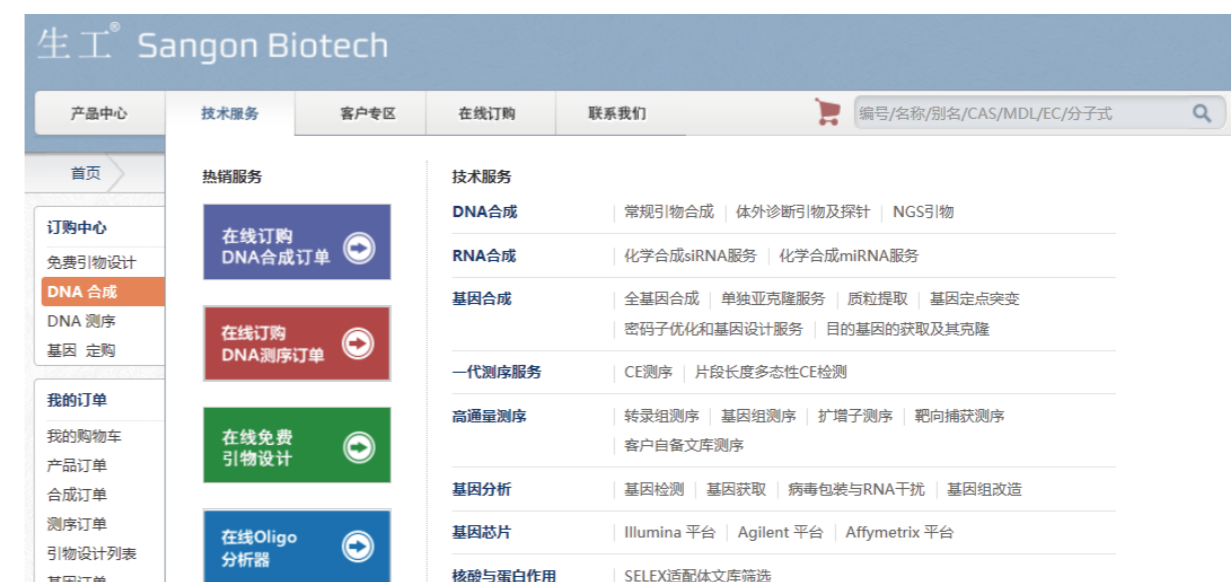 生工® Sangon Biotech
产品中心 技术服务 客户专区 在线订购 联系我们 编号/名称/别名/CAS/MDL/EC/分子式
首页
订购中心
免费引物设计
DNA 合成
DNA 测序
基因 定购
我的订单
我的购物车
产品订单
合成订单
测序订单
引物设计列表
基因订单
热销服务
在线订购
DNA合成订单
在线订购
DNA测序订单
在线免费
引物设计
在线Oligo
分析器
技术服务
DNA合成 常规引物合成 体外诊断引物及探针 NGS引物
RNA合成 化学合成siRNA服务 化学合成miRNA服务
基因合成 全基因合成 单独亚克隆服务 质粒提取 基因定点突变
密码子优化和基因设计服务 目的基因的获取及其克隆
一代测序服务 CE测序 片段长度多态性CE检测
高通量测序 转录组测序 基因组测序 扩增子测序 靶向捕获测序
客户自备文库测序
基因分析 基因检测 基因获取 病毒包装与RNA干扰 基因组改造
基因芯片 Illumina 平台 Agilent 平台 Affymetrix 平台
核酸与蛋白作用 SELEX适配体文库筛选